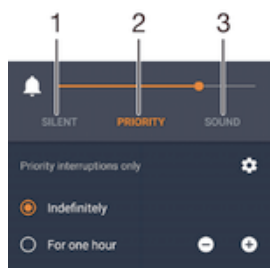 1 2 3
SILENT PRIORITY SOUND
Priority interruptions only
Indefinitely
For one hour